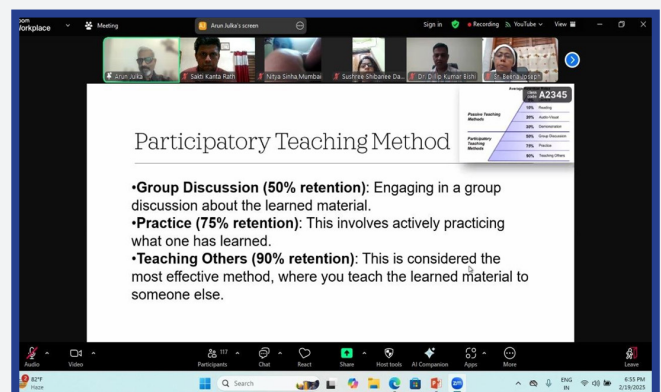 oom
Workplace
Meeting
Arun Julka's screen
Sign in
Recording
YouTube
View
Arun Julka
Sakti Kanta Rath
Nitya Sinha, Mumbai
Sushree Shibanee Da...
Dr. Dillip Kumar Bishi
Sr. Beena Joseph
A2345
Passive Teaching
Methods
Participatory
Teaching
Methods
10% Reading
20% Audio-Visual
30% Demonstration
50% Group Discussion
75% Practice
90% Teaching Others
Participatory Teaching Method
•Group Discussion (50% retention): Engaging in a group
discussion about the learned material.
•Practice (75% retention): This involves actively practicing
what one has learned.
•Teaching Others (90% retention): This is considered the
most effective method, where you teach the learned material to
someone else.
Audio
Video
117
Participants
Chat
React
Share
Host tools
AI Companion
Apps
More
Leave
2
82°F
Haze
Search
ENG
IN
6:55 PM
2/19/2025